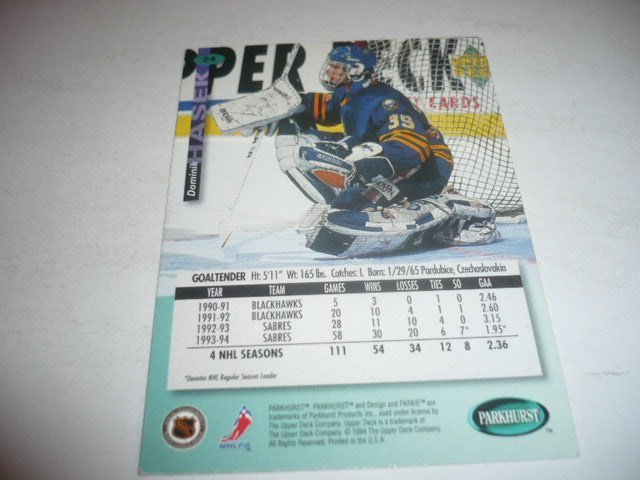 PPER DECK
CARDS
24
Dominik HASEK
39
GOALTENDER Ht: 5'11" Wt: 165 lbs. Catches: L Born: 1/29/65 Pardubice, Czechoslovakia
YEAR TEAM GAMES WINS LOSSES TIES SO GAA
1990-91 BLACKHAWKS 5 3 0 1 0 2.46
1991-92 BLACKHAWKS 20 10 4 1 1 2.60
1992-93 SABRES 28 11 10 4 0 3.15
1993-94 SABRES 58 30 20 6 7* 1.95*
4 NHL SEASONS 111 54 34 12 8 2.36
*Denotes NHL Regular Season Leader
PARKHURST™, PARKHURST™ and Design and PARKIE™ are
trademarks of Parkhurst Products Inc., used under license by
The Upper Deck Company. Upper Deck is a trademark of
The Upper Deck Company. © 1994 The Upper Deck Company.
All Rights Reserved. Printed in the U.S.A.
NHLPA
PARKHURST™